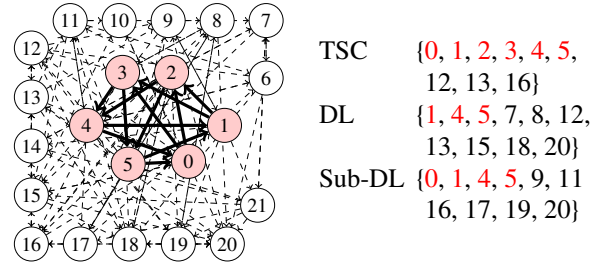 11 10 9 8 7
12 3 2 6
13 4 1
14 5 0
15 21
16 17 18 19 20
TSC {0, 1, 2, 3, 4, 5,
12, 13, 16}
DL {1, 4, 5, 7, 8, 12,
13, 15, 18, 20}
Sub-DL {0, 1, 4, 5, 9, 11
16, 17, 19, 20}